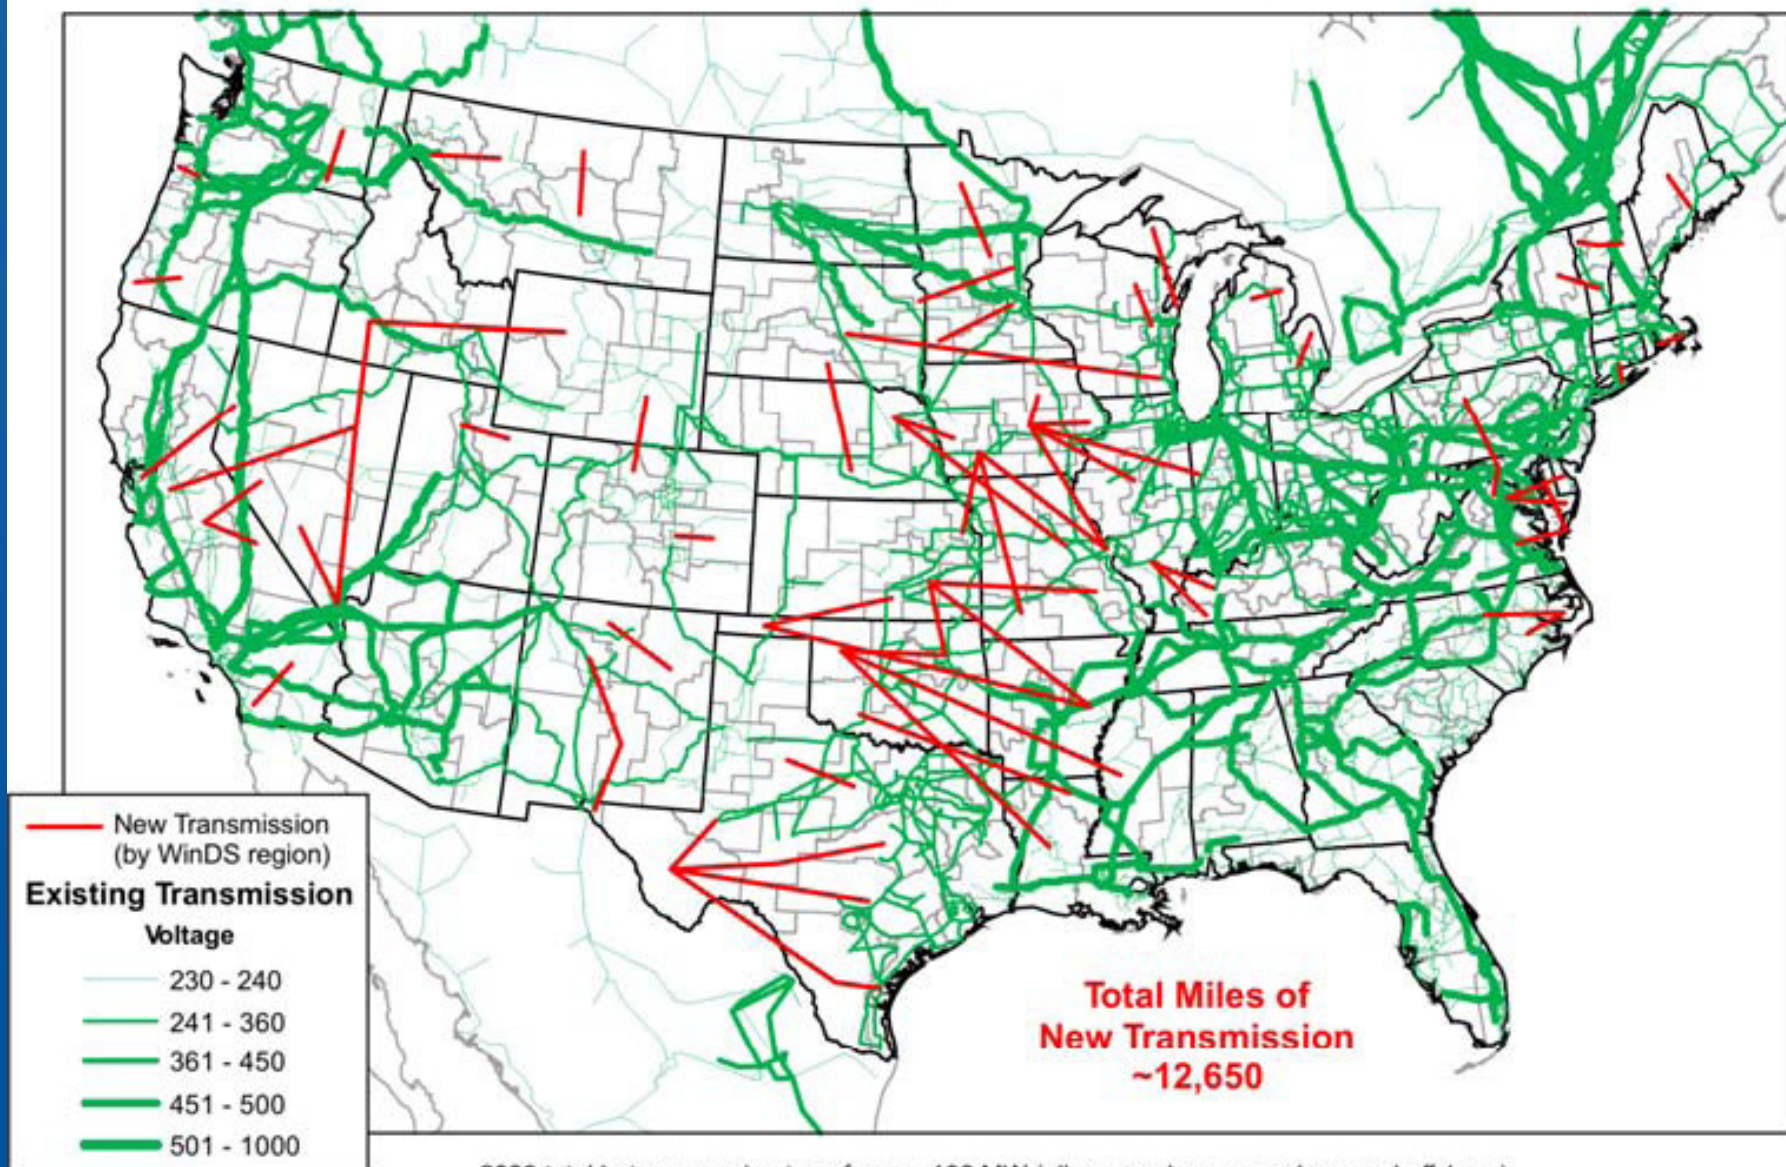 New Transmission
(by WinDS region)
Existing Transmission
Voltage
230 - 240
241 - 360
361 - 450
451 - 500
501 - 1000
Total Miles of
New Transmission
~12,650